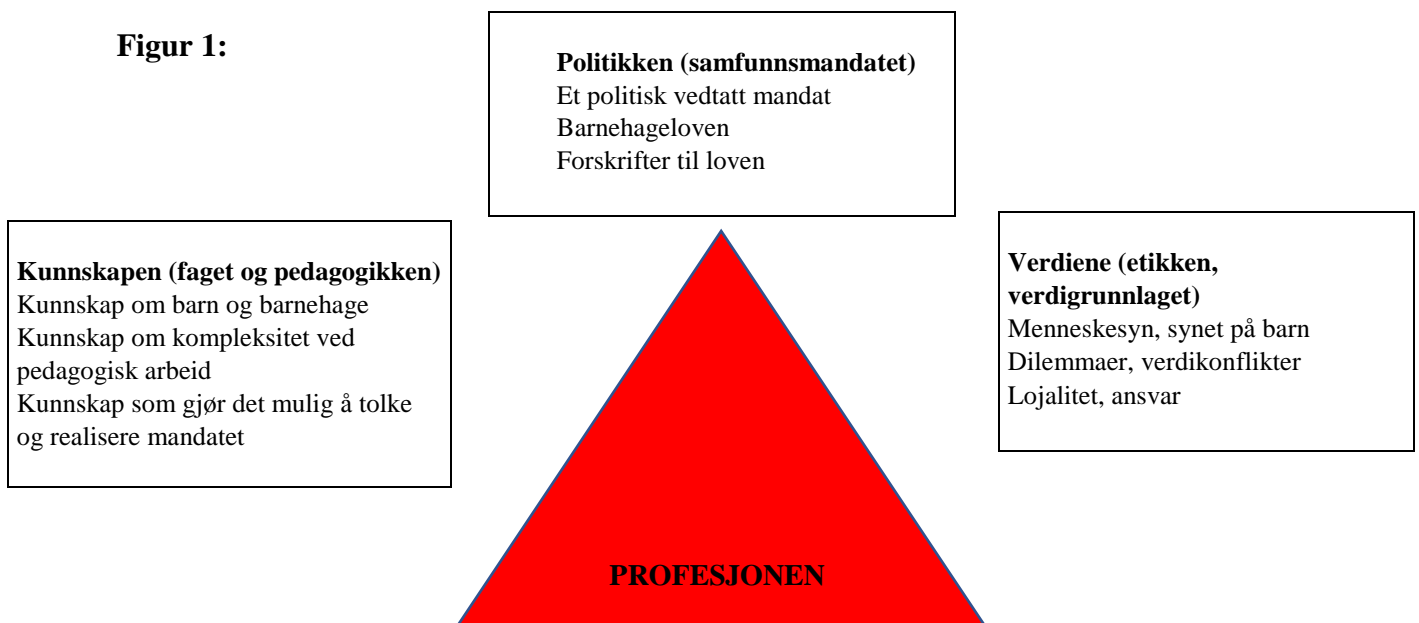 Figur 1:
Politikken (samfunnsmandatet)
Et politisk vedtatt mandat
Barnehageloven
Forskrifter til loven
Kunnskapen (faget og pedagogikken)
Kunnskap om barn og barnehage
Kunnskap om kompleksitet ved
pedagogisk arbeid
Kunnskap som gjør det mulig å tolke
og realisere mandatet
Verdiene (etikken,
verdigrunnlaget)
Menneskesyn, synet på barn
Dilemmaer, verdikonflikter
Lojalitet, ansvar
PROFESJONEN